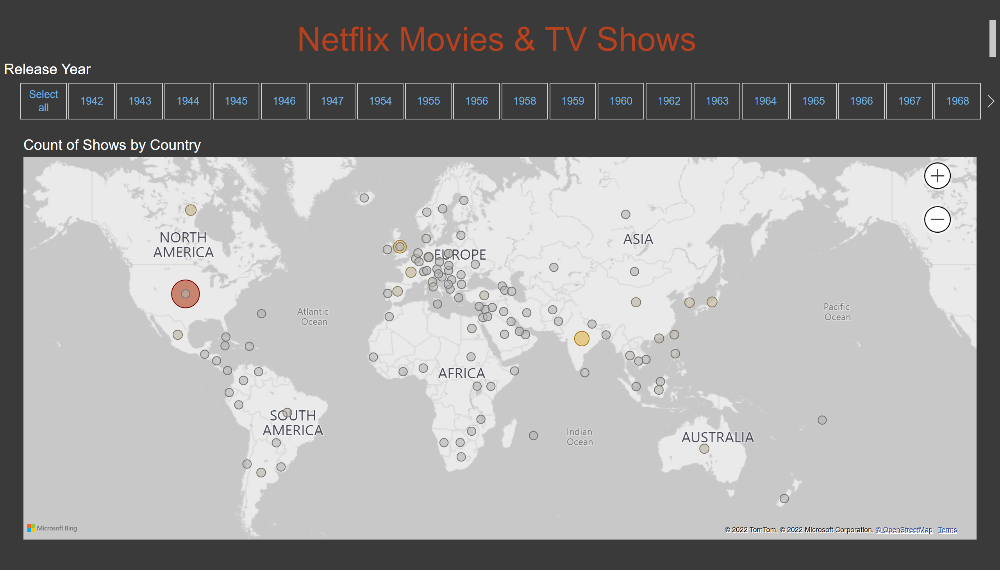 Netflix Movies & TV Shows
Release Year
Select
all
1942
1943
1944
1945
1946
1947
1954
1955
1956
1958
1959
1960
1962
1963
1964
1965
1966
1967
1968
Count of Shows by Country
NORTH
AMERICA
EUROPE
ASIA
Atlantic
Ocean
Pacific
Ocean
AFRICA
SOUTH
AMERICA
Indian
Ocean
AUSTRALIA
Microsoft Bing
© 2022 TomTom, © 2022 Microsoft Corporation, © OpenStreetMap Terms